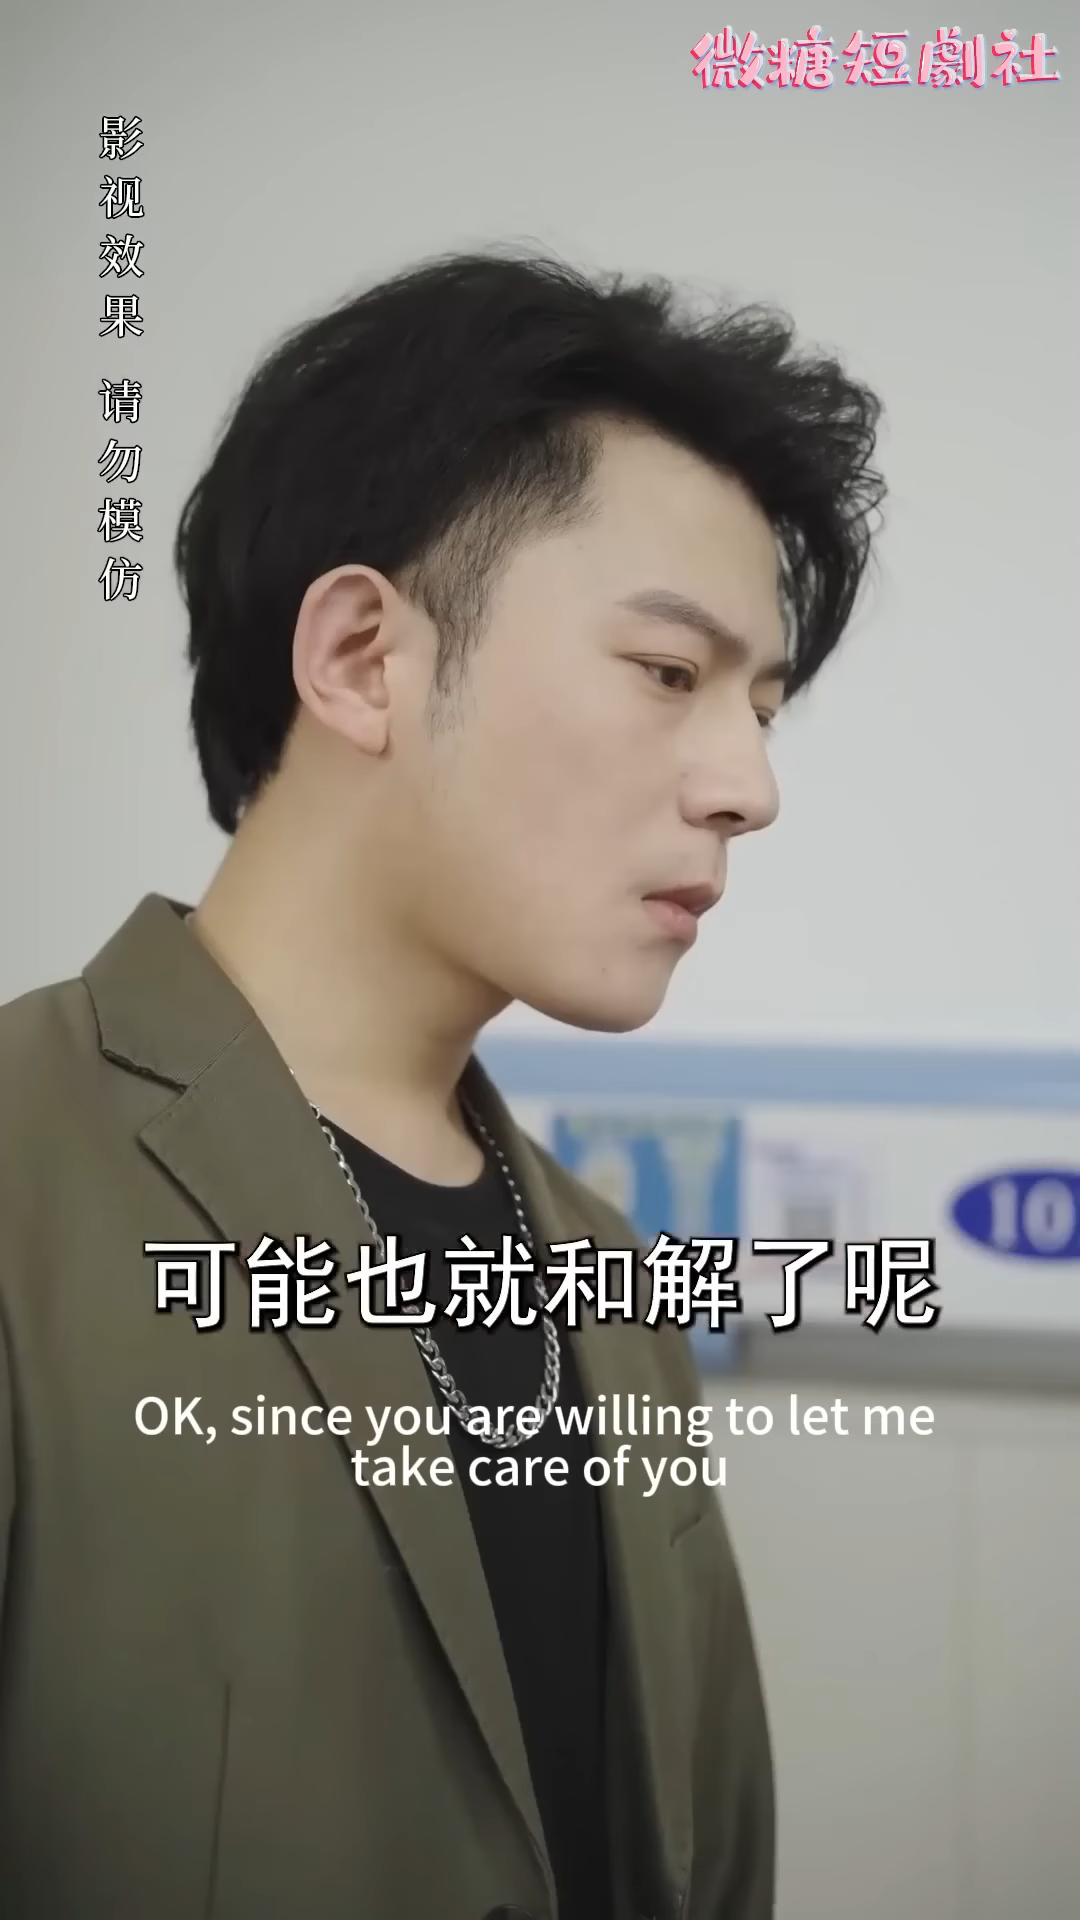 微糖短劇社
影视效果 请勿模仿
10
可能也就和解了呢
OK, since you are willing to let me
take care of you